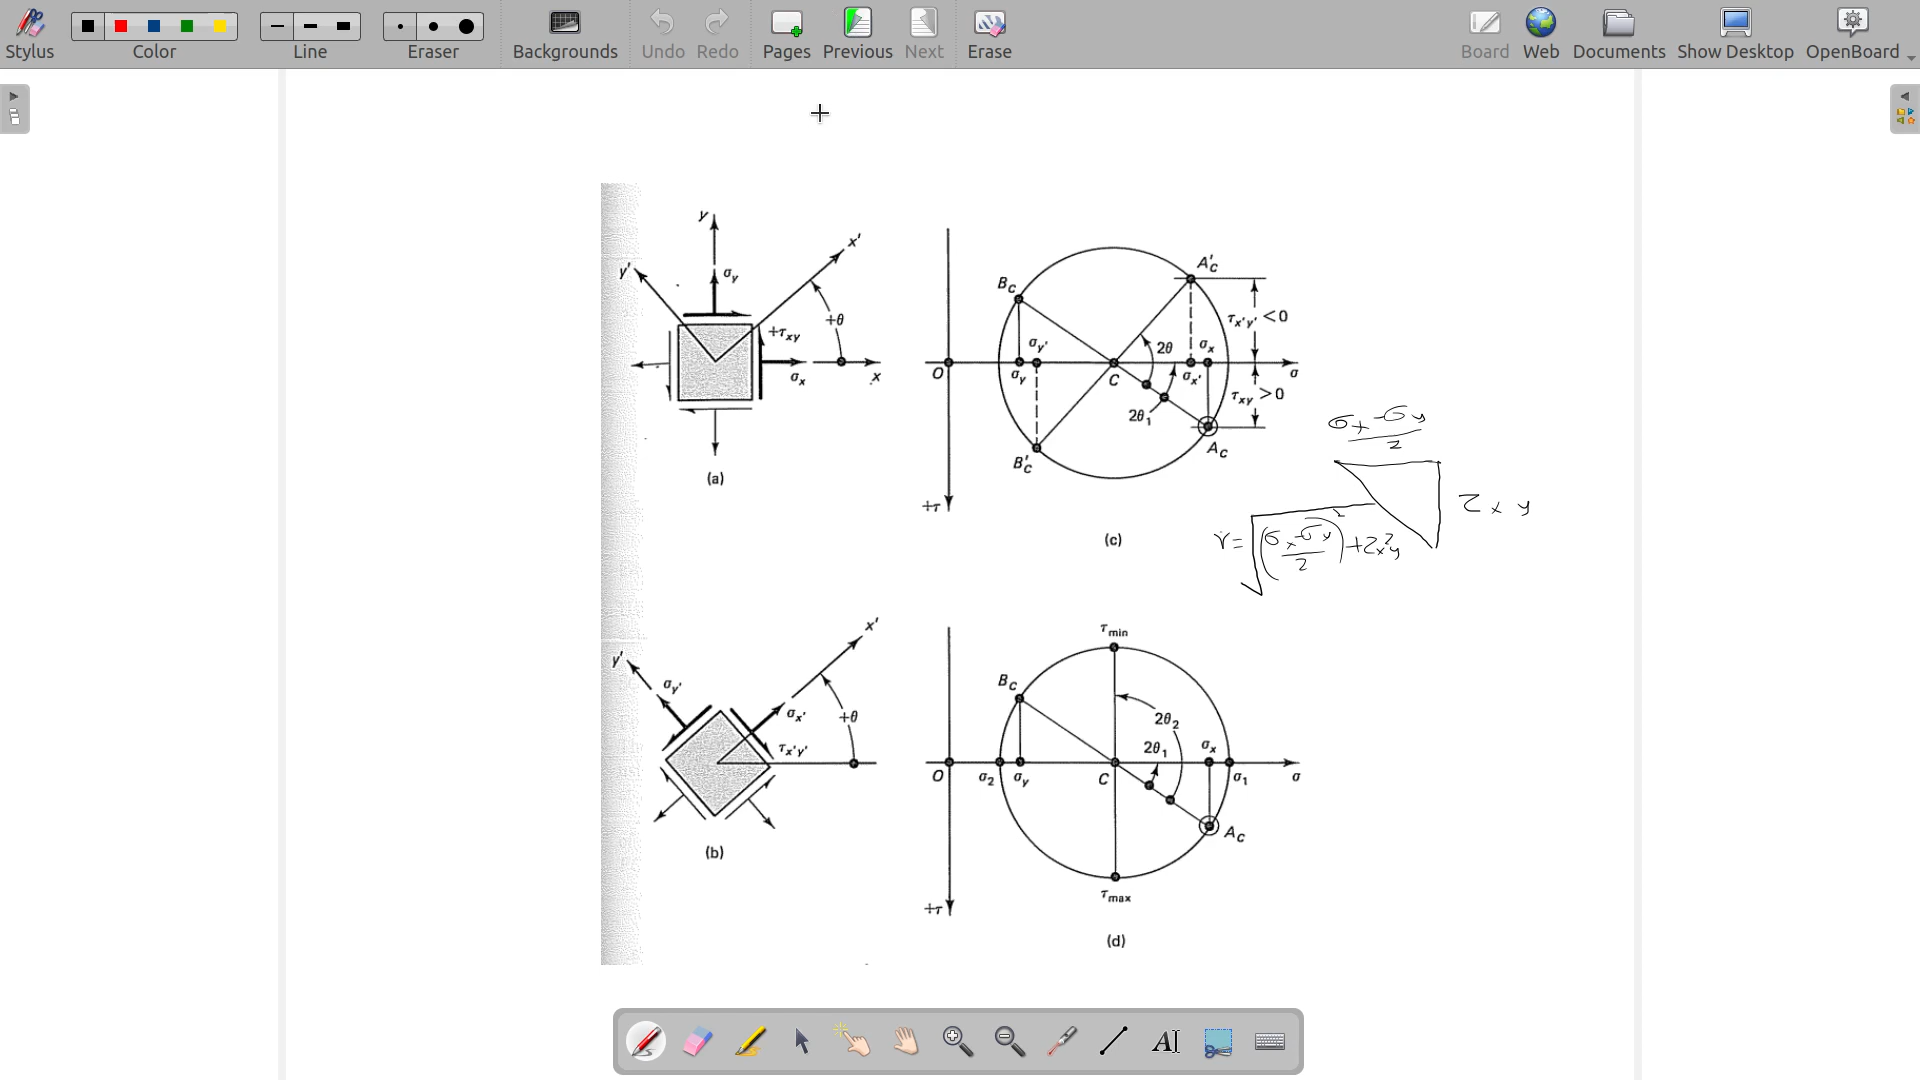 Stylus Color Line Eraser Backgrounds Undo Redo Pages Previous Next Erase Board Web Documents Show Desktop OpenBoard
y
x'
y'
σy
+τxy
+θ
σx
x
(a)
A'c
Bc
τx'y' <0
σy'
2θ
σx
O
σy
C
σx'
σ
τxy >0
2θ1
Ac
B'c
+τ
(c)
σx-σy
2
τxy
r=√((σx-σy)/2)²+τ²xy
x'
y'
σy'
σx'
+θ
τx'y'
(b)
τmin
Bc
2θ2
2θ1
σx
O
σ2
σy
C
σ1
σ
Ac
τmax
+τ
(d)